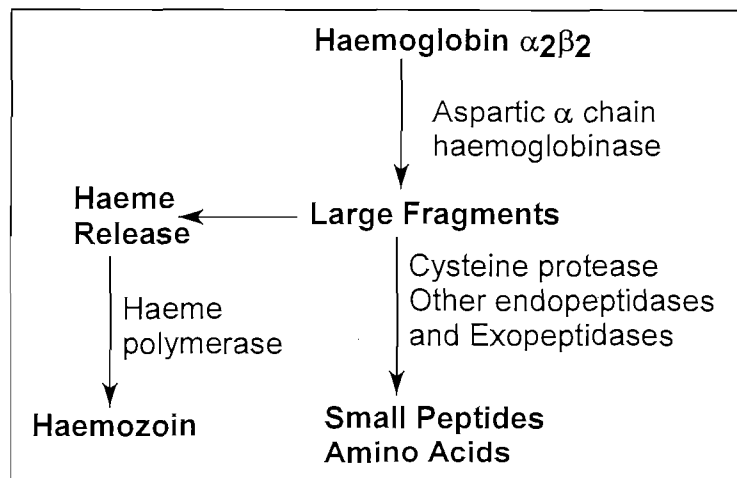 Haemoglobin α2β2
Aspartic α chain
haemoglobinase
Haeme
Release
Large Fragments
Cysteine protease
Other endopeptidases
and Exopeptidases
Haeme
polymerase
Haemozoin
Small Peptides
Amino Acids